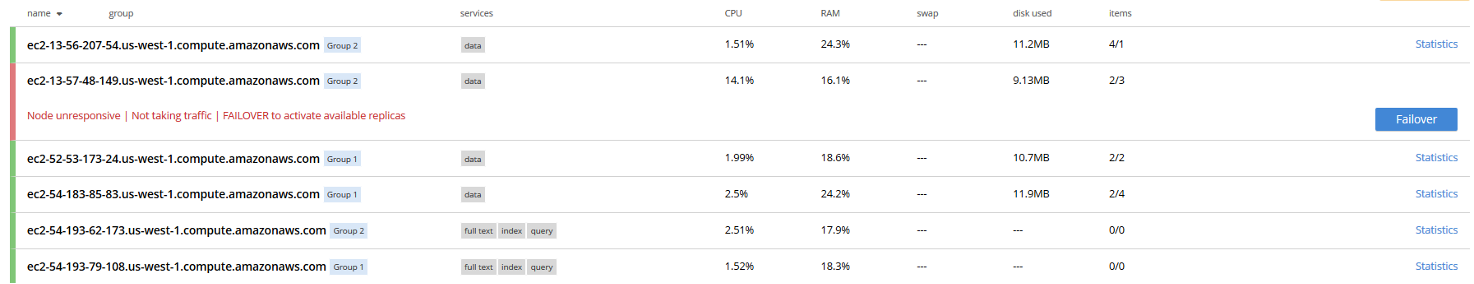 name group services CPU RAM swap disk used items
ec2-13-56-207-54.us-west-1.compute.amazonaws.com Group 2 data 1.51% 24.3% --- 11.2MB 4/1 Statistics
ec2-13-57-48-149.us-west-1.compute.amazonaws.com Group 2 data 14.1% 16.1% --- 9.13MB 2/3
Node unresponsive | Not taking traffic | FAILOVER to activate available replicas Failover
ec2-52-53-173-24.us-west-1.compute.amazonaws.com Group 1 data 1.99% 18.6% --- 10.7MB 2/2 Statistics
ec2-54-183-85-83.us-west-1.compute.amazonaws.com Group 1 data 2.5% 24.2% --- 11.9MB 2/4 Statistics
ec2-54-193-62-173.us-west-1.compute.amazonaws.com Group 2 full text index query 2.51% 17.9% --- --- 0/0 Statistics
ec2-54-193-79-108.us-west-1.compute.amazonaws.com Group 1 full text index query 1.52% 18.3% --- --- 0/0 Statistics